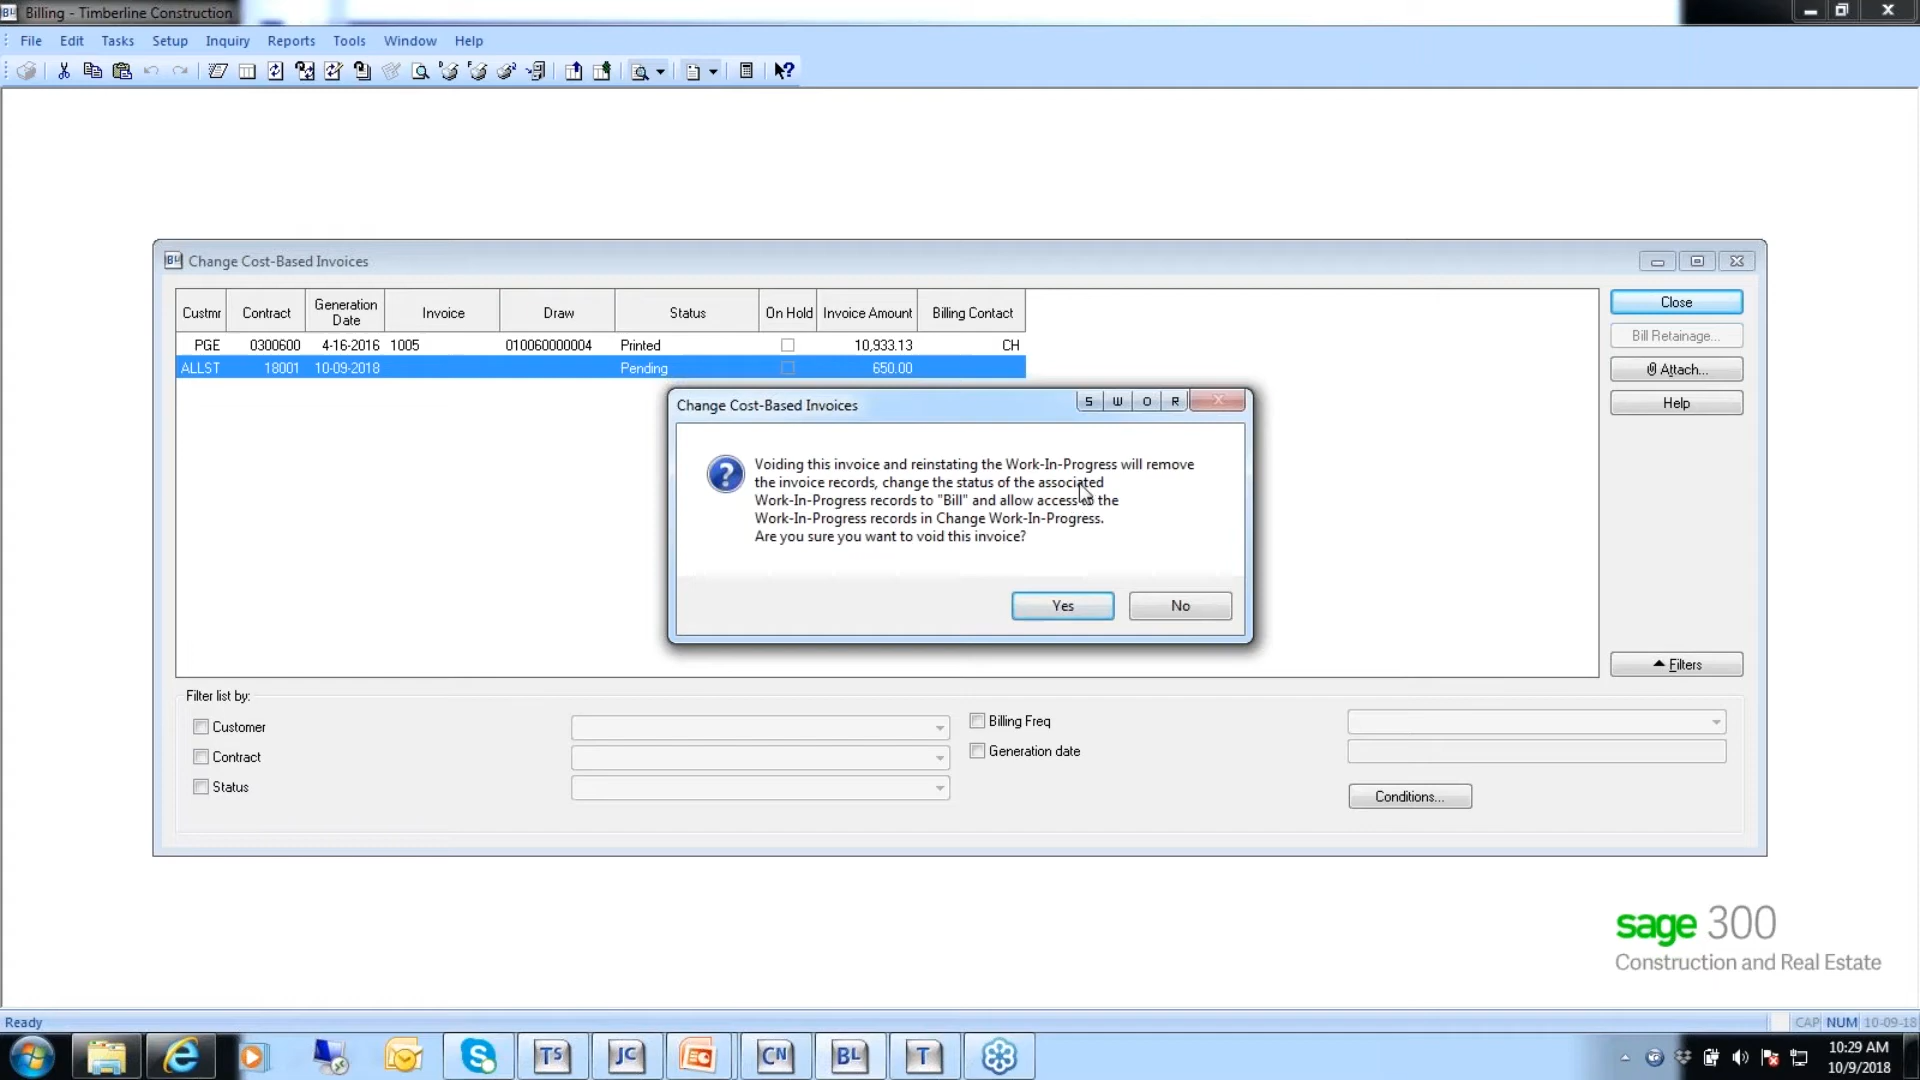 Billing - Timberline Construction
File Edit Tasks Setup Inquiry Reports Tools Window Help
Change Cost-Based Invoices
Custmr Contract Generation Date Invoice Draw Status On Hold Invoice Amount Billing Contact
PGE 0300600 4-16-2016 1005 010060000004 Printed 10,933.13 CH
ALLST 18001 10-09-2018 Pending 650.00
Close
Bill Retainage...
Attach...
Help
Change Cost-Based Invoices
S W O R
Voiding this invoice and reinstating the Work-In-Progress will remove
the invoice records, change the status of the associated
Work-In-Progress records to "Bill" and allow access to the
Work-In-Progress records in Change Work-In-Progress.
Are you sure you want to void this invoice?
Yes No
Filters
Filter list by:
Customer
Contract
Status
Billing Freq
Generation date
Conditions...
sage 300
Construction and Real Estate
Ready
CAP NUM 10-09-18
TS JC CN BL T
10:29 AM
10/9/2018